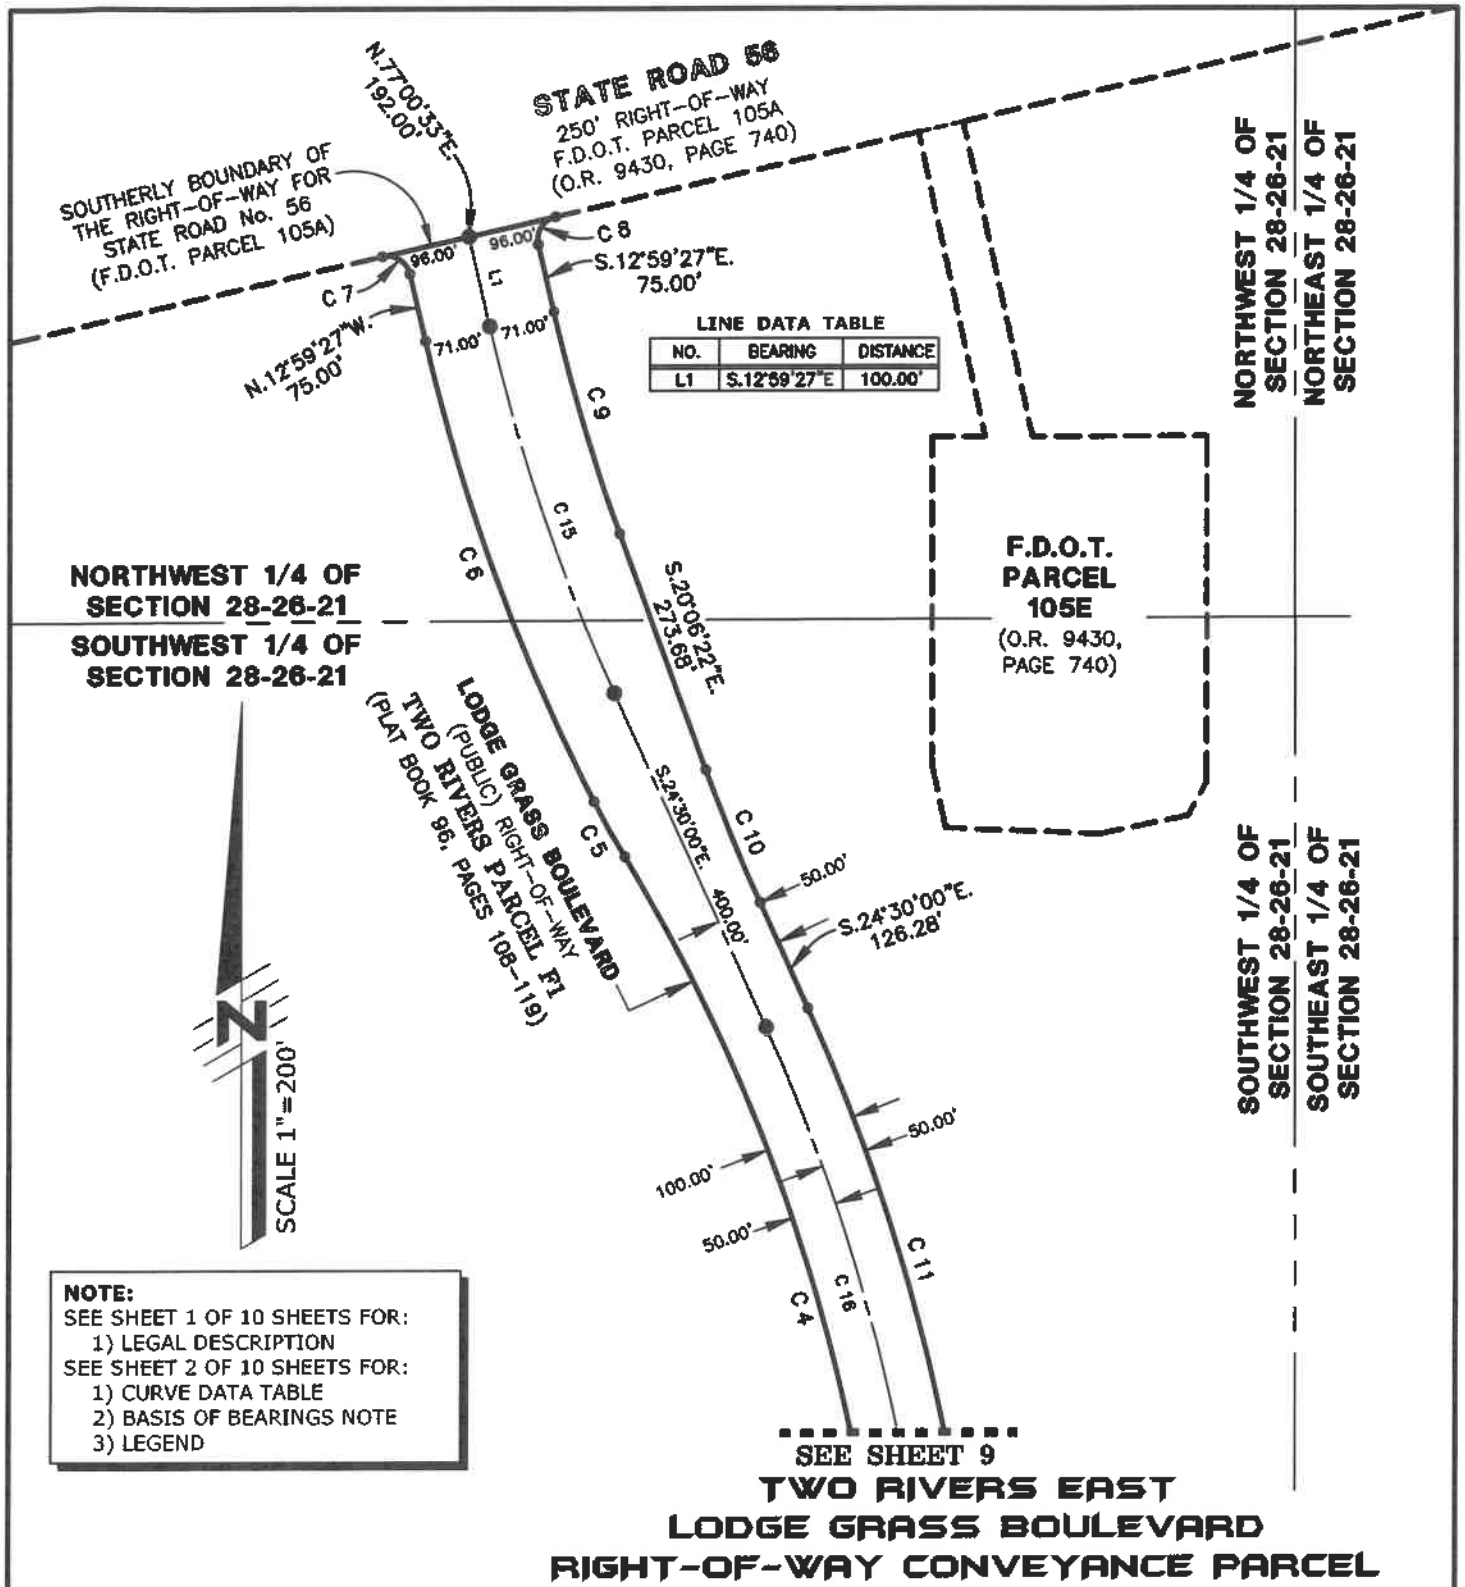 N.77°00'33"E.
192.00'
STATE ROAD 56
250' RIGHT-OF-WAY
F.D.O.T. PARCEL 105A
(O.R. 9430, PAGE 740)
SOUTHERLY BOUNDARY OF
THE RIGHT-OF-WAY FOR
STATE ROAD No. 56
(F.D.O.T. PARCEL 105A)
96.00'
96.00'
C 8
C 7
L1
S.12°59'27"E.
75.00'
N.12°59'27"W.
75.00'
71.00'
71.00'
LINE DATA TABLE
NO. BEARING DISTANCE
L1 S.12°59'27"E 100.00'
NORTHWEST 1/4 OF
SECTION 28-26-21
NORTHEAST 1/4 OF
SECTION 28-26-21
C 9
C 15
C 6
F.D.O.T.
PARCEL
105E
(O.R. 9430,
PAGE 740)
NORTHWEST 1/4 OF
SECTION 28-26-21
SOUTHWEST 1/4 OF
SECTION 28-26-21
S.20°06'22"E.
273.68'
LODGE GRASS BOULEVARD
(PUBLIC) RIGHT-OF-WAY
TWO RIVERS PARCEL F1
(PLAT BOOK 96, PAGES 108-119)
S.24°30'00"E.
400.00'
C 5
C 10
50.00'
S.24°30'00"E.
126.28'
SOUTHWEST 1/4 OF
SECTION 28-26-21
SOUTHEAST 1/4 OF
SECTION 28-26-21
N
SCALE 1"=200'
50.00'
100.00'
50.00'
C 11
C 16
C 4
NOTE:
SEE SHEET 1 OF 10 SHEETS FOR:
1) LEGAL DESCRIPTION
SEE SHEET 2 OF 10 SHEETS FOR:
1) CURVE DATA TABLE
2) BASIS OF BEARINGS NOTE
3) LEGEND
SEE SHEET 9
TWO RIVERS EAST
LODGE GRASS BOULEVARD
RIGHT-OF-WAY CONVEYANCE PARCEL